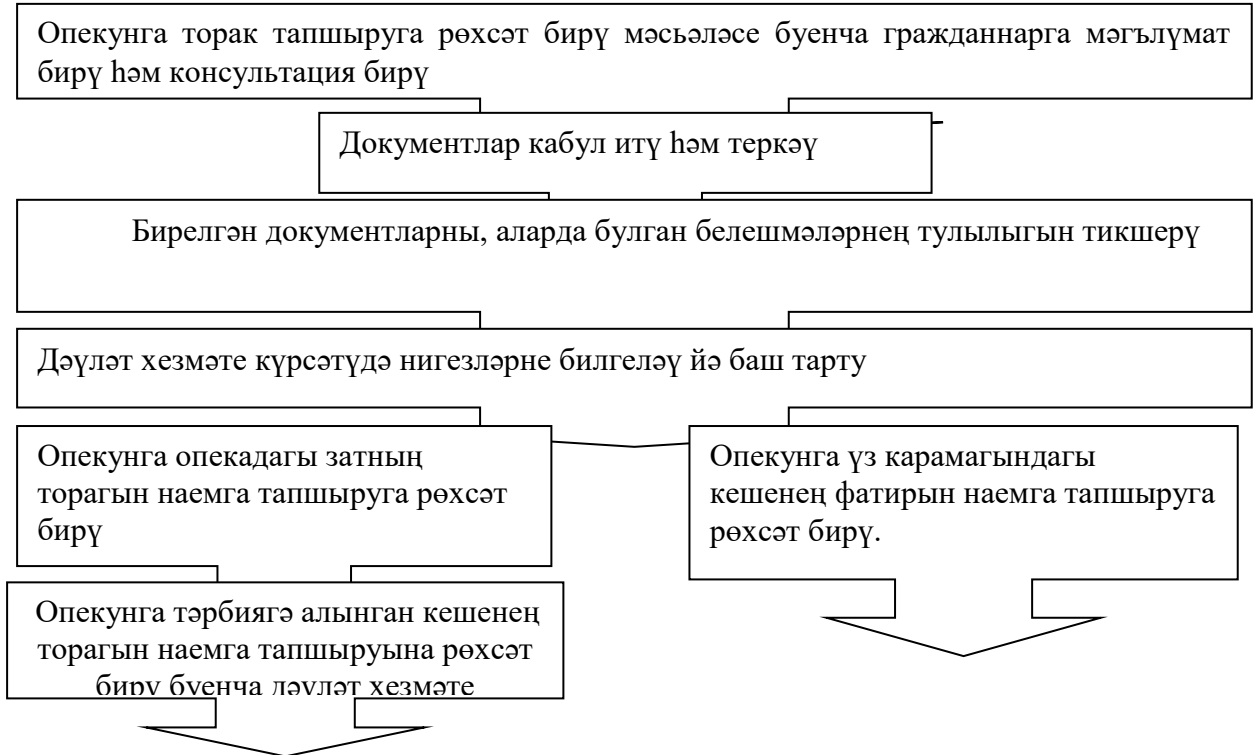 Опекунга торак тапшыруга рөхсәт бирү мәсьәләсе буенча гражданнарга мәгълүмат
бирү һәм консультация бирү
Документлар кабул итү һәм теркәү
Бирелгән документларны, аларда булган белешмәләрнең тулылыгын тикшерү
Дәүләт хезмәте күрсәтүдә нигезләрне билгеләү йә баш тарту
Опекунга опекадагы затның
торагын наемга тапшыруга рөхсәт
бирү
Опекунга үз карамагындагы
кешенең фатирын наемга тапшыруга
рөхсәт бирү.
Опекунга тәрбиягә алынган кешенең
торагын наемга тапшыруына рөхсәт
бирү буенча дәүләт хезмәте